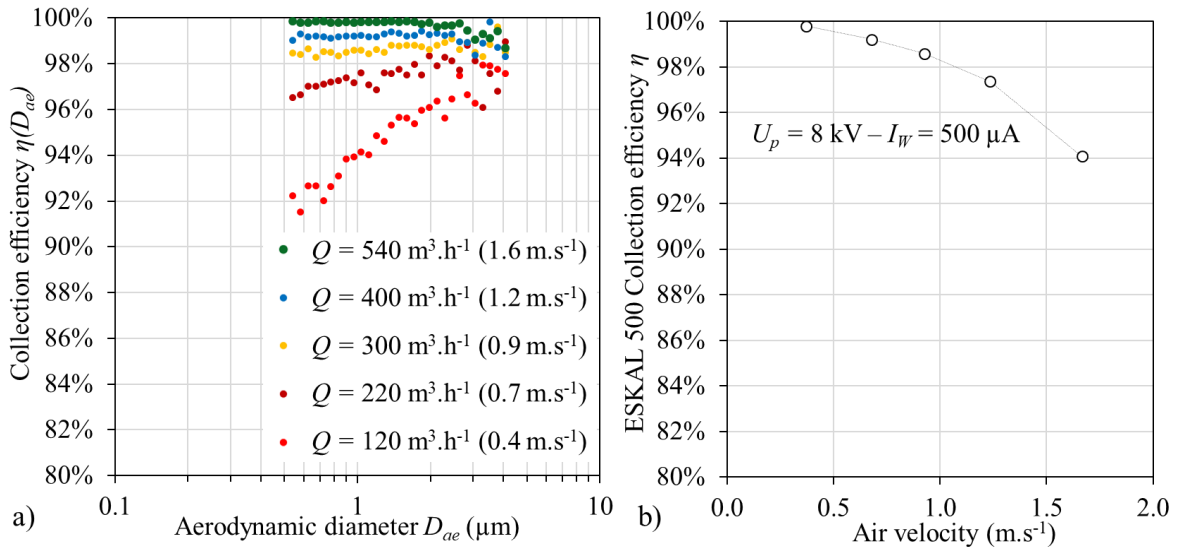 Collection efficiency η(Dae)
100%
98%
96%
94%
92%
90%
88%
86%
84%
82%
80%
Q = 540 m³.h⁻¹ (1.6 m.s⁻¹)
Q = 400 m³.h⁻¹ (1.2 m.s⁻¹)
Q = 300 m³.h⁻¹ (0.9 m.s⁻¹)
Q = 220 m³.h⁻¹ (0.7 m.s⁻¹)
Q = 120 m³.h⁻¹ (0.4 m.s⁻¹)
0.1
1
10
a)
Aerodynamic diameter Dae (µm)
ESKAL 500 Collection efficiency η
100%
98%
96%
94%
92%
90%
88%
86%
84%
82%
80%
Up = 8 kV – IW = 500 µA
0.0
0.5
1.0
1.5
2.0
b)
Air velocity (m.s⁻¹)